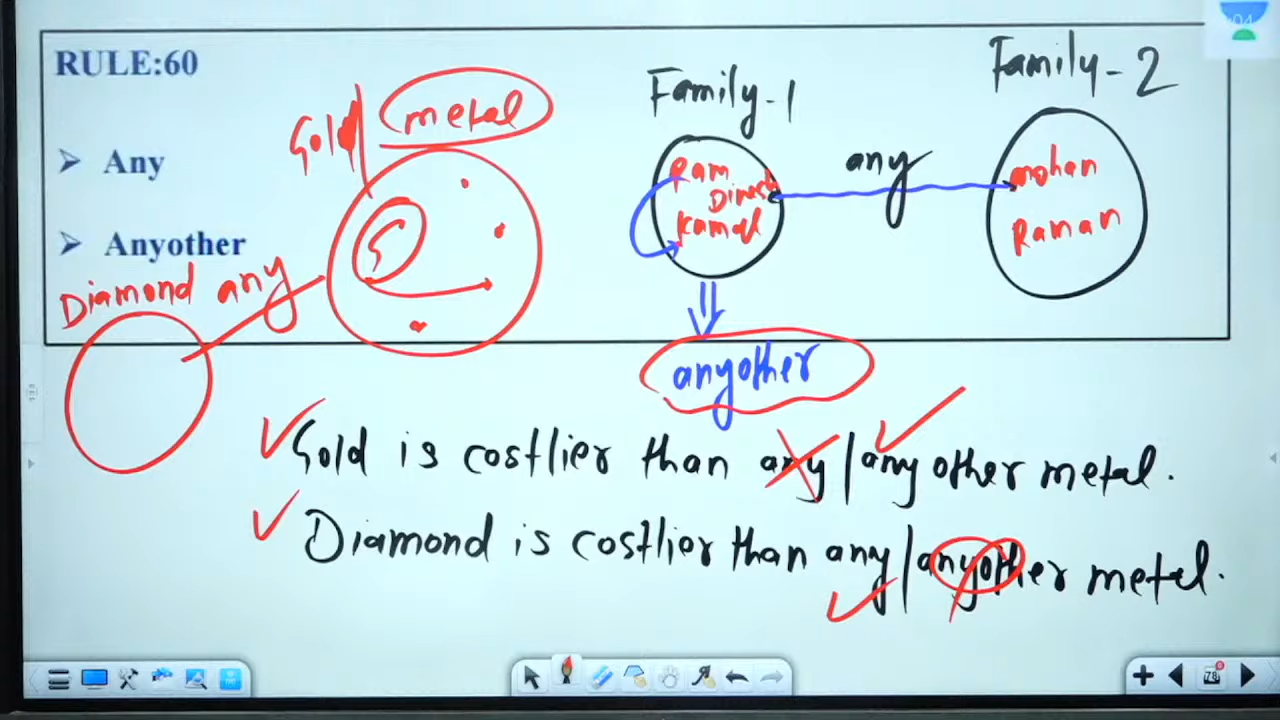 RULE:60
Any
Anyother
Gold
metal
G
Diamond any
Family-1
Ram
Dinesh
Kamal
any
Family-2
mohan
Raman
anyother
Gold is costlier than any/any other metal.
Diamond is costlier than any/anyother metal.
78